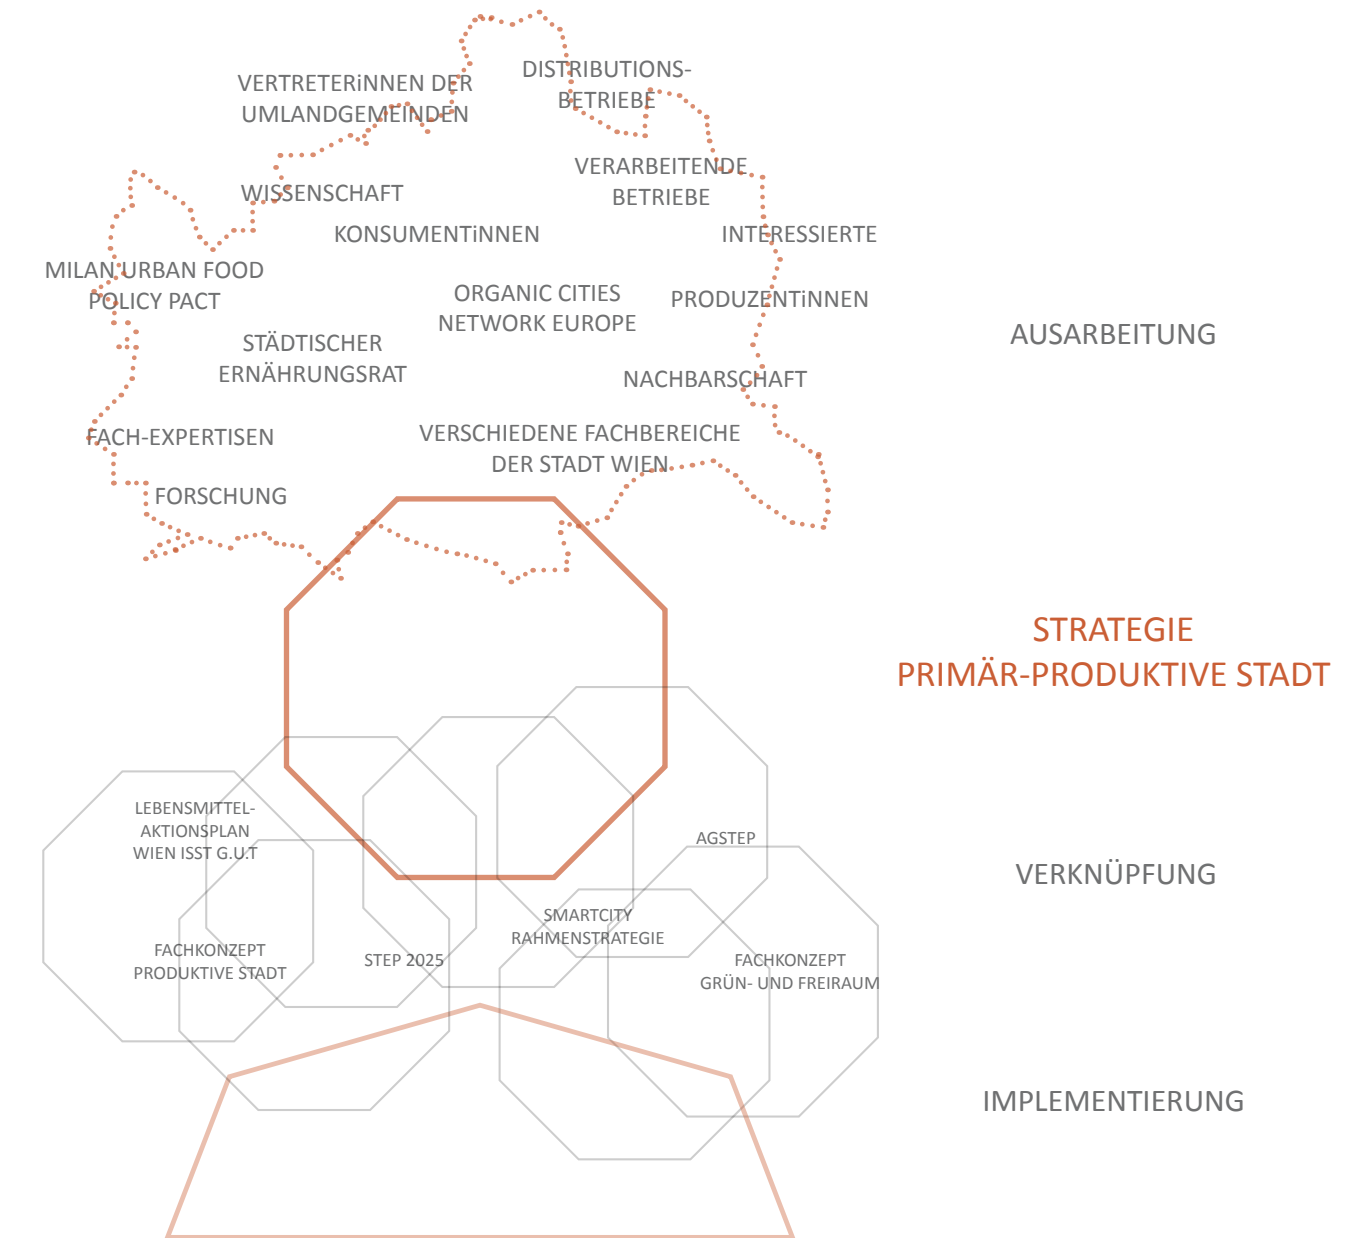 VERTRETERiNNEN DER
UMLANDGEMEINDEN
DISTRIBUTIONS-
BETRIEBE
VERARBEITENDE
BETRIEBE
WISSENSCHAFT
KONSUMENTiNNEN
INTERESSIERTE
MILAN URBAN FOOD
POLICY PACT
ORGANIC CITIES
NETWORK EUROPE
PRODUZENTiNNEN
STÄDTISCHER
ERNÄHRUNGSRAT
NACHBARSCHAFT
FACH-EXPERTISEN
VERSCHIEDENE FACHBEREICHE
DER STADT WIEN
FORSCHUNG
AUSARBEITUNG
STRATEGIE
PRIMÄR-PRODUKTIVE STADT
LEBENSMITTEL-
AKTIONSPLAN
WIEN ISST G.U.T
AGSTEP
VERKNÜPFUNG
SMARTCITY
RAHMENSTRATEGIE
FACHKONZEPT
PRODUKTIVE STADT
STEP 2025
FACHKONZEPT
GRÜN- UND FREIRAUM
IMPLEMENTIERUNG